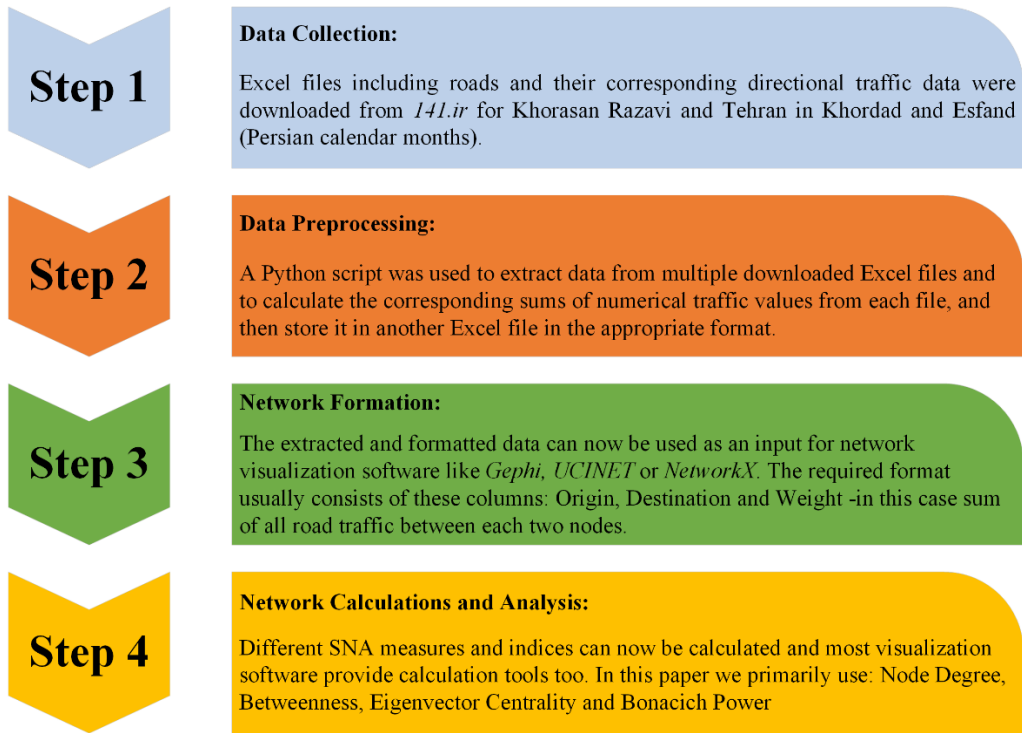 Step 1
Data Collection:
Excel files including roads and their corresponding directional traffic data were
downloaded from 141.ir for Khorasan Razavi and Tehran in Khordad and Esfand
(Persian calendar months).
Step 2
Data Preprocessing:
A Python script was used to extract data from multiple downloaded Excel files and
to calculate the corresponding sums of numerical traffic values from each file, and
then store it in another Excel file in the appropriate format.
Step 3
Network Formation:
The extracted and formatted data can now be used as an input for network
visualization software like Gephi, UCINET or NetworkX. The required format
usually consists of these columns: Origin, Destination and Weight -in this case sum
of all road traffic between each two nodes.
Step 4
Network Calculations and Analysis:
Different SNA measures and indices can now be calculated and most visualization
software provide calculation tools too. In this paper we primarily use: Node Degree,
Betweenness, Eigenvector Centrality and Bonacich Power